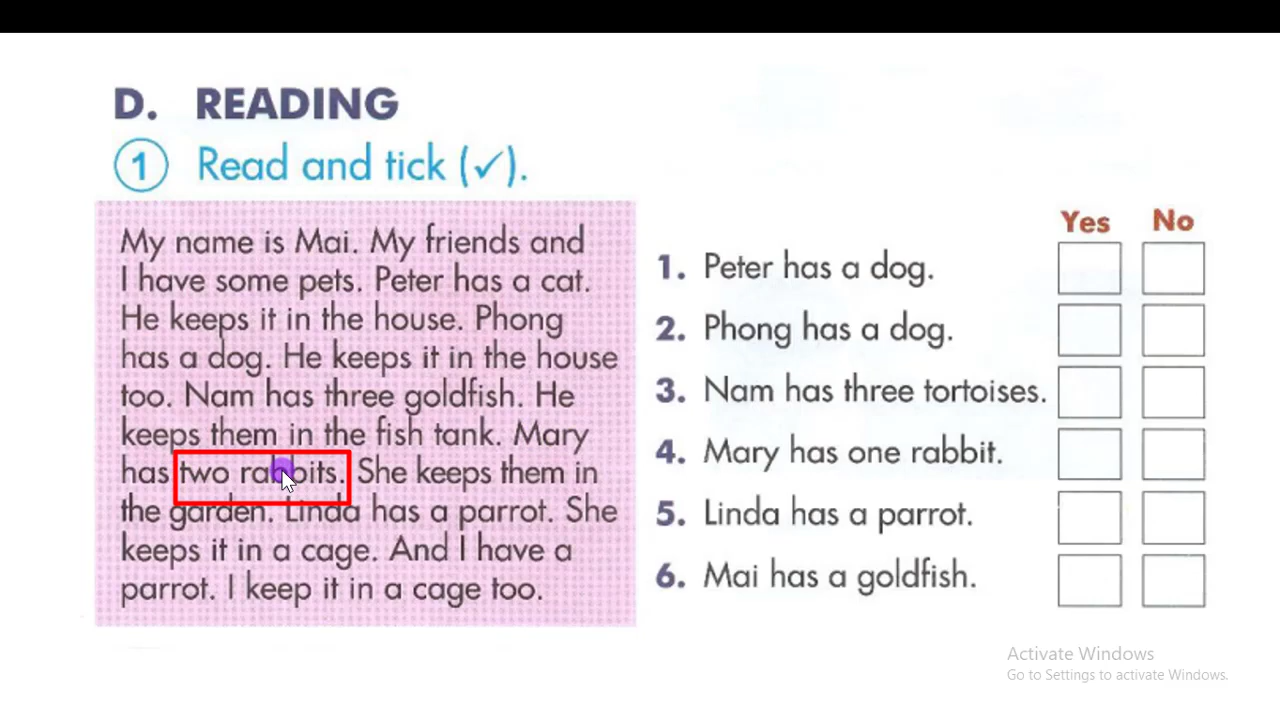 D. READING
1 Read and tick (✓).
My name is Mai. My friends and
I have some pets. Peter has a cat.
He keeps it in the house. Phong
has a dog. He keeps it in the house
too. Nam has three goldfish. He
keeps them in the fish tank. Mary
has two rabbits. She keeps them in
the garden. Linda has a parrot. She
keeps it in a cage. And I have a
parrot. I keep it in a cage too.
Yes No
1. Peter has a dog.
2. Phong has a dog.
3. Nam has three tortoises.
4. Mary has one rabbit.
5. Linda has a parrot.
6. Mai has a goldfish.
Activate Windows
Go to Settings to activate Windows.